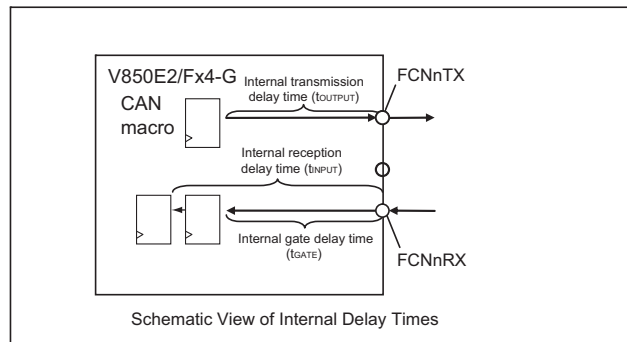 V850E2/Fx4-G
CAN
macro
Internal transmission
delay time (tOUTPUT)
FCNnTX
Internal reception
delay time (tINPUT)
Internal gate delay time
(tGATE)
FCNnRX
Schematic View of Internal Delay Times